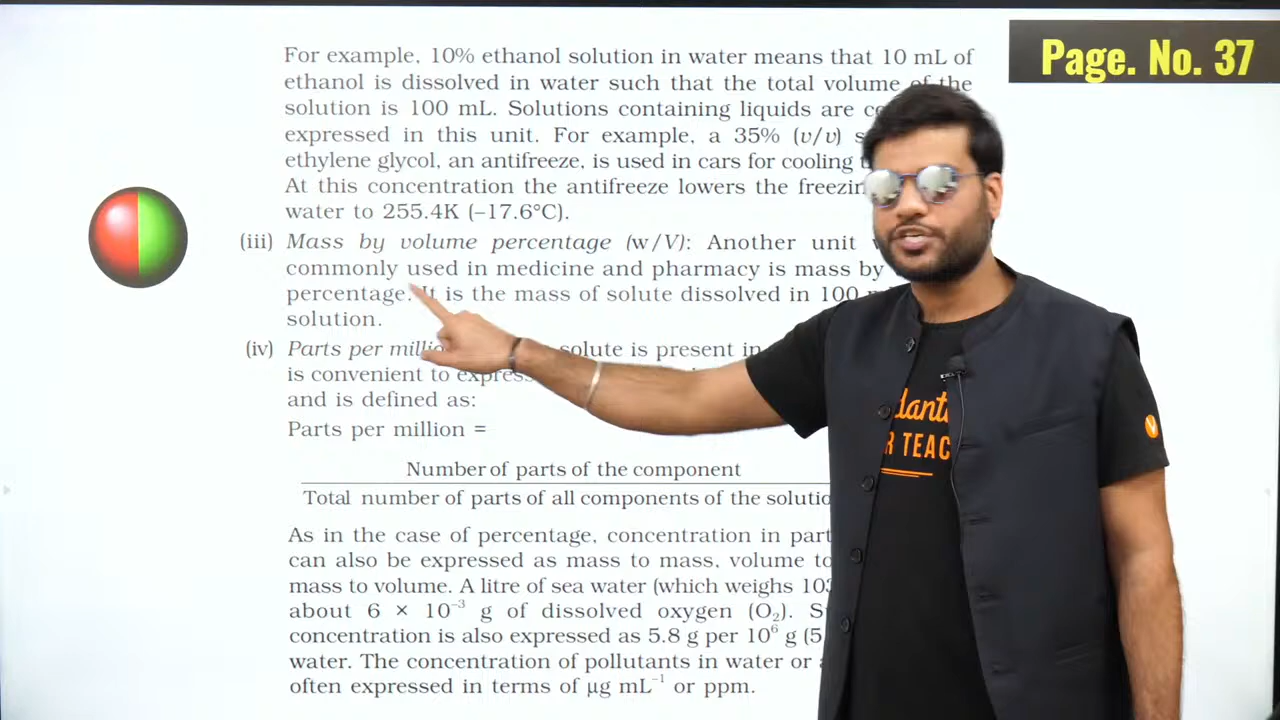 Page. No. 37
For example, 10% ethanol solution in water means that 10 mL of
ethanol is dissolved in water such that the total volume of the
solution is 100 mL. Solutions containing liquids are
expressed in this unit. For example, a 35% (v/v)
ethylene glycol, an antifreeze, is used in cars for cooling
At this concentration the antifreeze lowers the
water to 255.4K (–17.6°C).
(iii) Mass by volume percentage (w/V): Another unit
commonly used in medicine and pharmacy is mass by
percentage. It is the mass of solute dissolved in 100
solution.
(iv) Parts per solute is present in
is convenient to
and is defined as:
Parts per million =
Number of parts of the component
Total number of parts of all components of the
As in the case of percentage, concentration in
can also be expressed as mass to mass, volume to
mass to volume. A litre of sea water (which weighs
about 6 × 10⁻³ g of dissolved oxygen (O₂).
concentration is also expressed as 5.8 g per 10⁶ g
water. The concentration of pollutants in water or
often expressed in terms of μg mL⁻¹ or ppm.
V